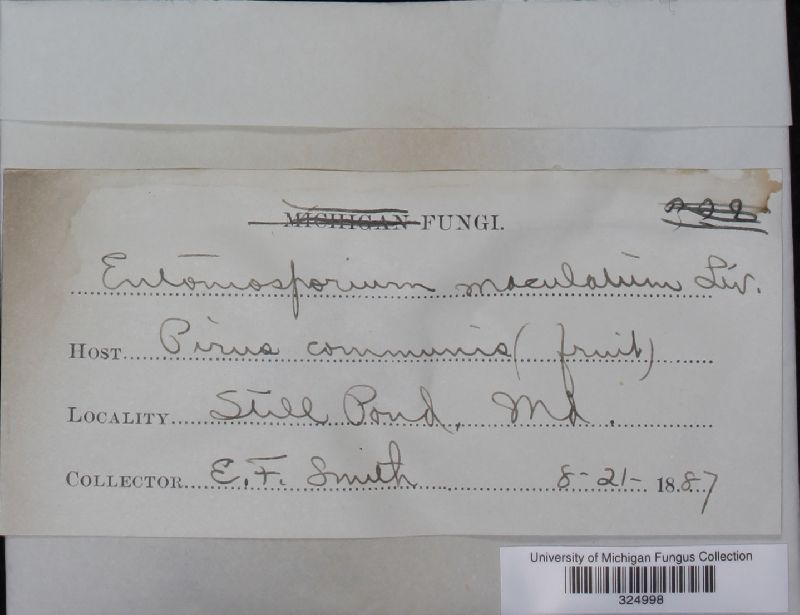 MICHIGAN FUNGI.
Entomosporium maculatum Lév.
HOST Pirus communis (fruit)
LOCALITY Still Pond, Md.
COLLECTOR E. F. Smith 8-21- 1887
University of Michigan Fungus Collection
324998